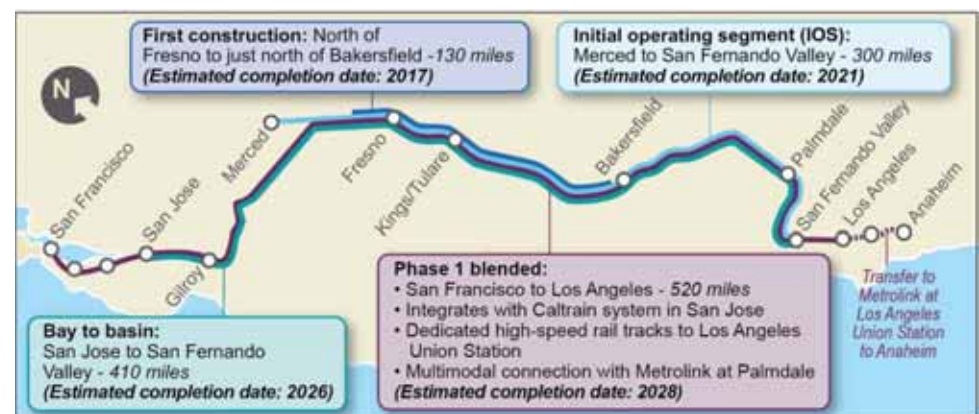 First construction: North of
Fresno to just north of Bakersfield -130 miles
(Estimated completion date: 2017)
Initial operating segment (IOS):
Merced to San Fernando Valley - 300 miles
(Estimated completion date: 2021)
N
San Francisco
San Jose
Gilroy
Merced
Fresno
Kings/Tulare
Bakersfield
Palmdale
San Fernando Valley
Los Angeles
Anaheim
Bay to basin:
San Jose to San Fernando
Valley - 410 miles
(Estimated completion date: 2026)
Phase 1 blended:
• San Francisco to Los Angeles - 520 miles
• Integrates with Caltrain system in San Jose
• Dedicated high-speed rail tracks to Los Angeles
Union Station
• Multimodal connection with Metrolink at Palmdale
(Estimated completion date: 2028)
Transfer to
Metrolink at
Los Angeles
Union Station
to Anaheim